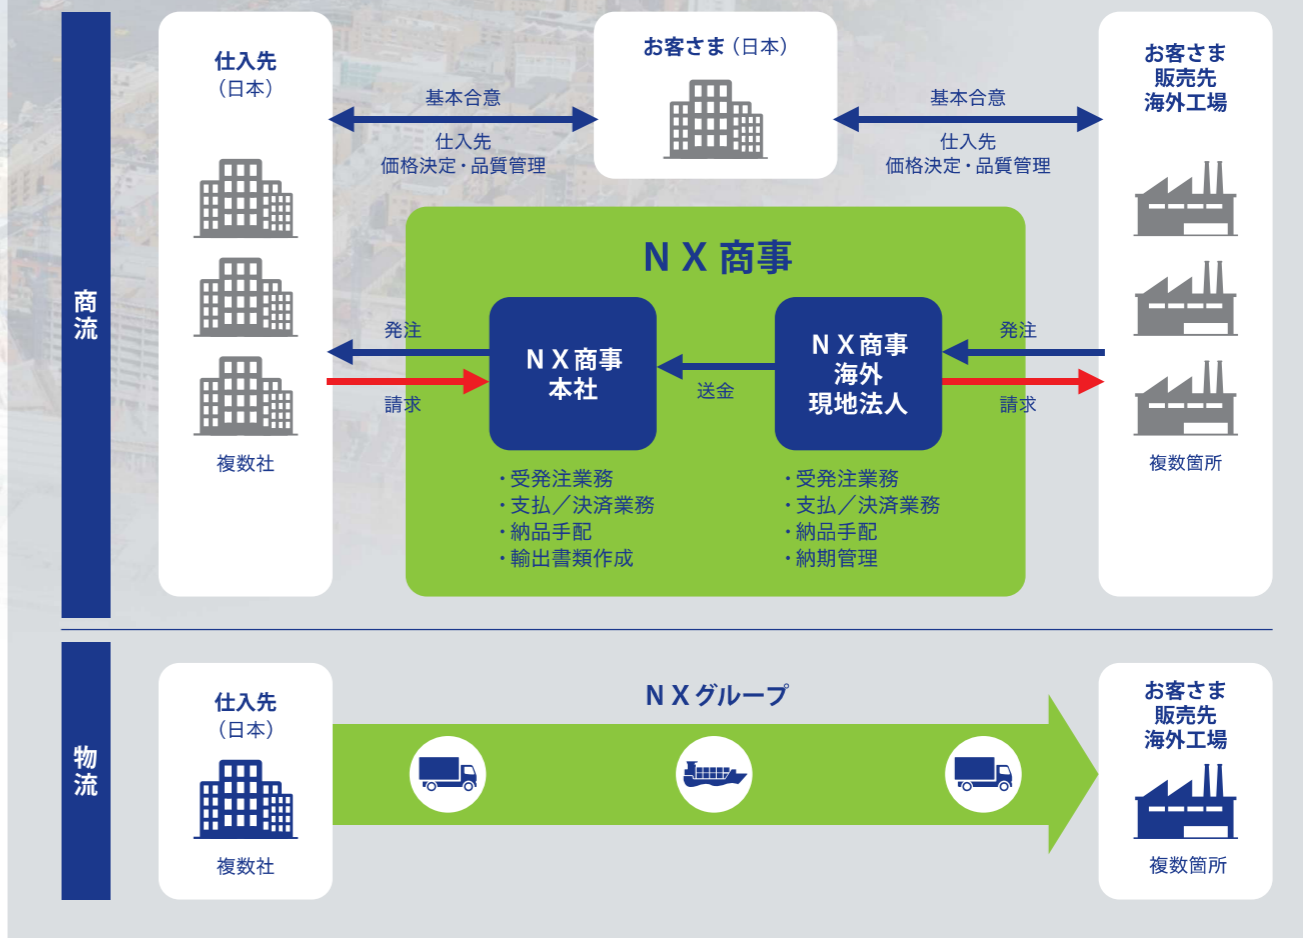 商流
仕入先
（日本）
複数社
お客さま（日本）
基本合意
仕入先
価格決定・品質管理
基本合意
仕入先
価格決定・品質管理
お客さま
販売先
海外工場
複数箇所
ＮＸ商事
発注
請求
ＮＸ商事
本社
送金
ＮＸ商事
海外
現地法人
発注
請求
・受発注業務
・支払／決済業務
・納品手配
・輸出書類作成
・受発注業務
・支払／決済業務
・納品手配
・納期管理
物流
仕入先
（日本）
複数社
ＮＸグループ
お客さま
販売先
海外工場
複数箇所